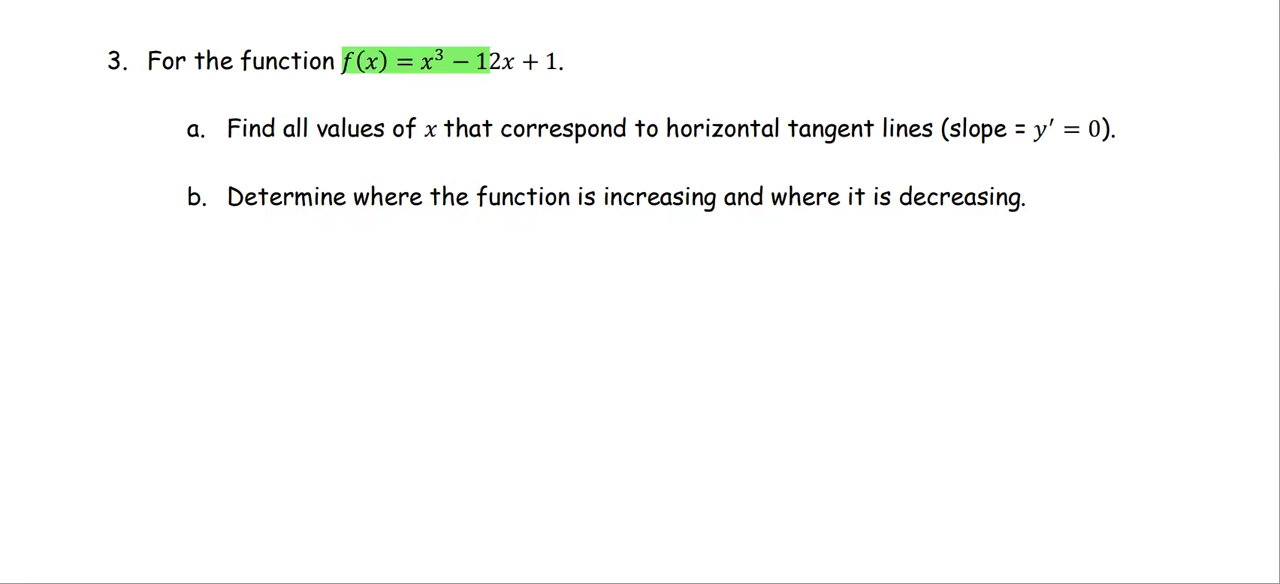 3. For the function f(x) = x³ − 12x + 1.
a. Find all values of x that correspond to horizontal tangent lines (slope = y′ = 0).
b. Determine where the function is increasing and where it is decreasing.